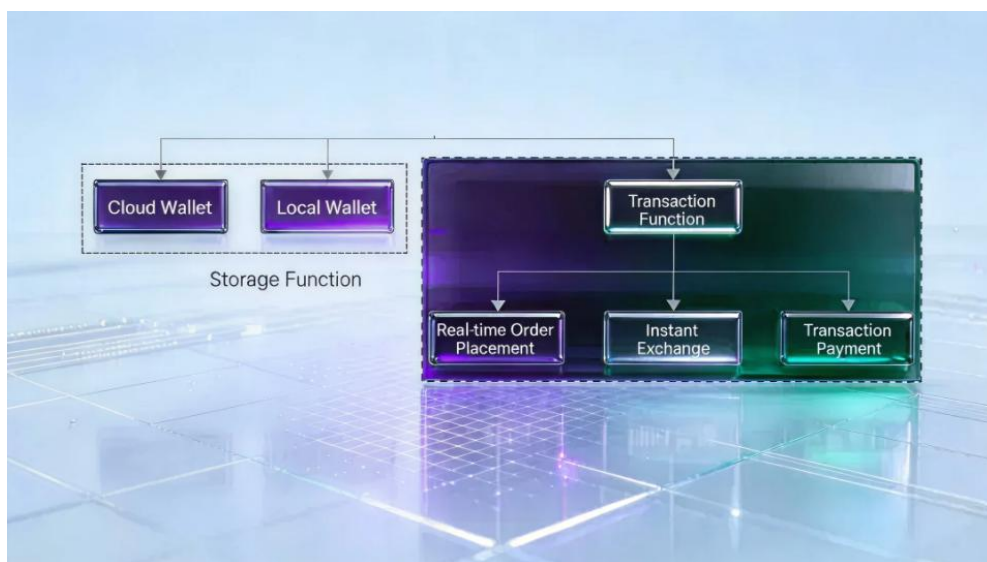 Cloud Wallet
Local Wallet
Transaction
Function
Storage Function
Real-time Order
Placement
Instant
Exchange
Transaction
Payment